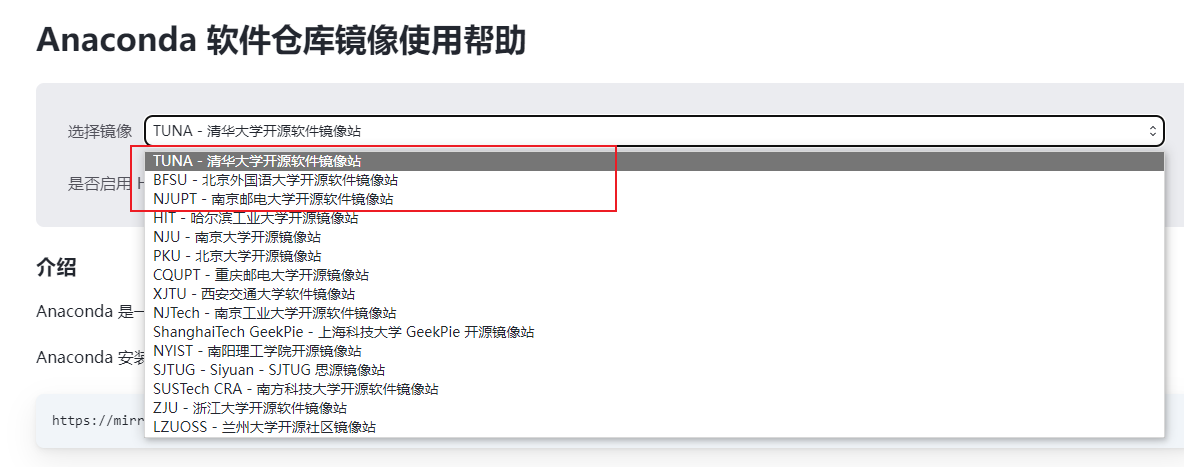 Anaconda 软件仓库镜像使用帮助
选择镜像
TUNA - 清华大学开源软件镜像站
TUNA - 清华大学开源软件镜像站
是否启用 H
BFSU - 北京外国语大学开源软件镜像站
NJUPT - 南京邮电大学开源软件镜像站
HIT - 哈尔滨工业大学开源镜像站
NJU - 南京大学开源镜像站
PKU - 北京大学开源镜像站
介绍
CQUPT - 重庆邮电大学开源镜像站
XJTU - 西安交通大学软件镜像站
Anaconda 是一
NJTech - 南京工业大学开源软件镜像站
ShanghaiTech GeekPie - 上海科技大学 GeekPie 开源镜像站
Anaconda 安装
NYIST - 南阳理工学院开源镜像站
SJTUG - Siyuan - SJTUG 思源镜像站
SUSTech CRA - 南方科技大学开源软件镜像站
ZJU - 浙江大学开源软件镜像站
https://mirr
LZUOSS - 兰州大学开源社区镜像站